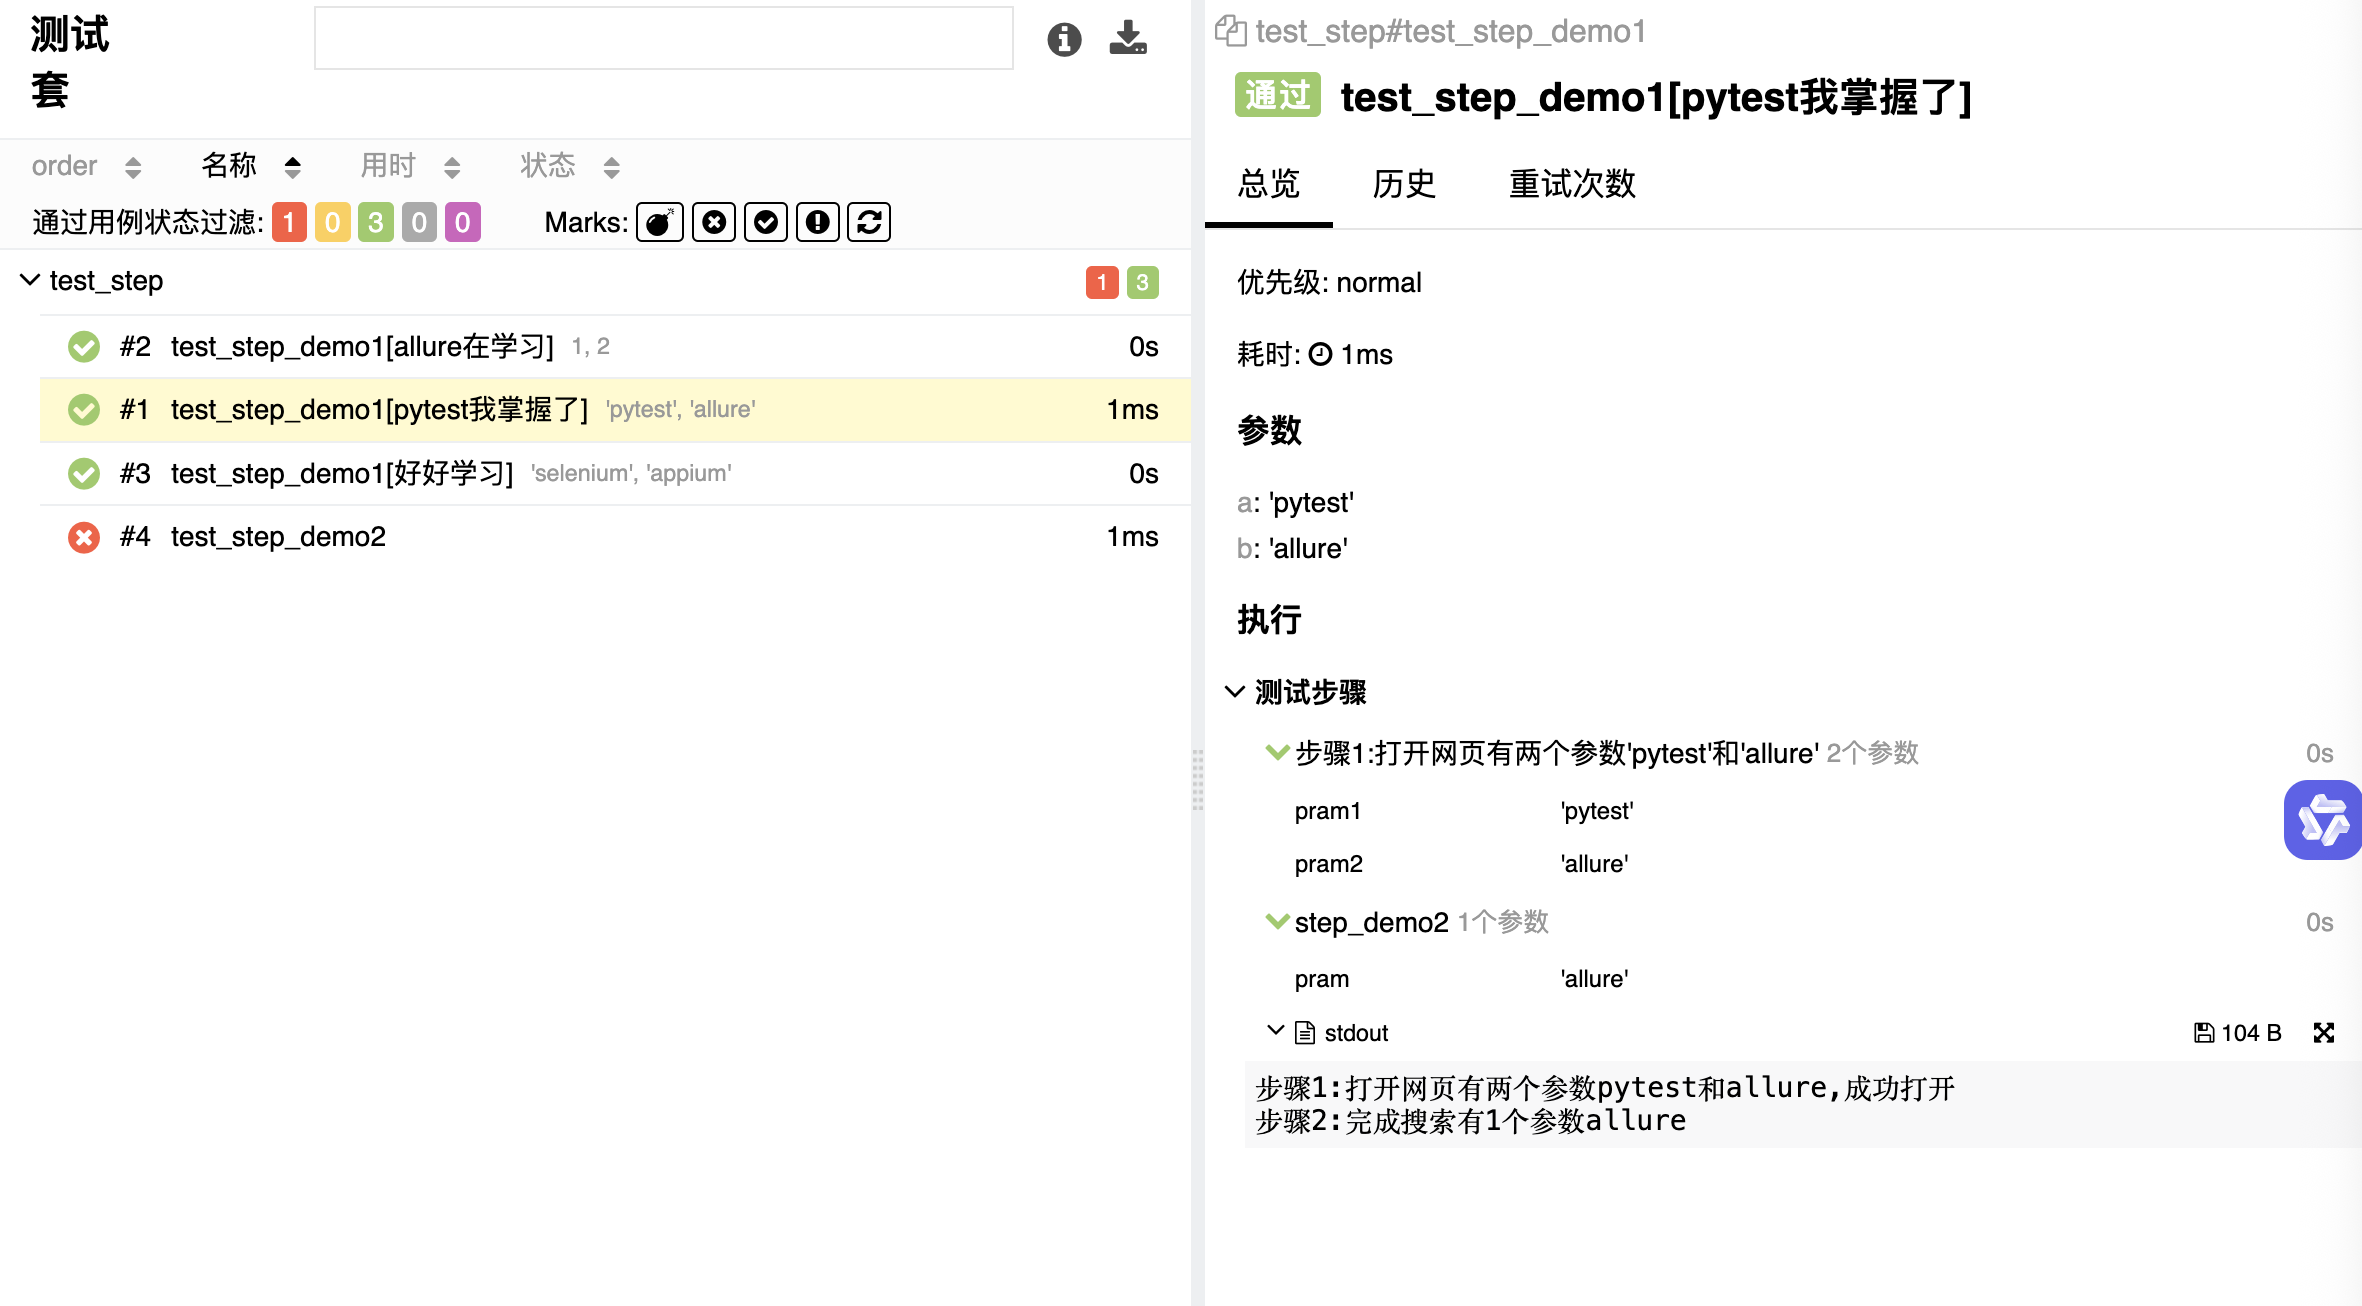 测试
套
order 名称 用时 状态
通过用例状态过滤: 1 0 3 0 0 Marks:
test_step 1 3
#2 test_step_demo1[allure在学习] 1, 2 0s
#1 test_step_demo1[pytest我掌握了] 'pytest', 'allure' 1ms
#3 test_step_demo1[好好学习] 'selenium', 'appium' 0s
#4 test_step_demo2 1ms
test_step#test_step_demo1
通过 test_step_demo1[pytest我掌握了]
总览 历史 重试次数
优先级: normal
耗时: 1ms
参数
a: 'pytest'
b: 'allure'
执行
测试步骤
步骤1:打开网页有两个参数'pytest'和'allure' 2个参数 0s
pram1 'pytest'
pram2 'allure'
step_demo2 1个参数 0s
pram 'allure'
stdout 104 B
步骤1:打开网页有两个参数pytest和allure,成功打开
步骤2:完成搜索有1个参数allure